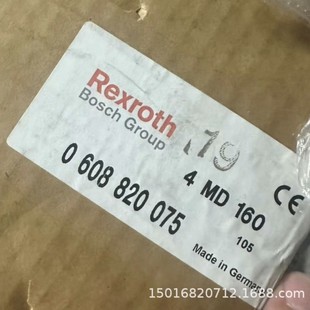 Rexroth
Bosch Group
179
4 MD 160
0 608 820 075
105
CE
Made in Germany
15016820712.1688.com